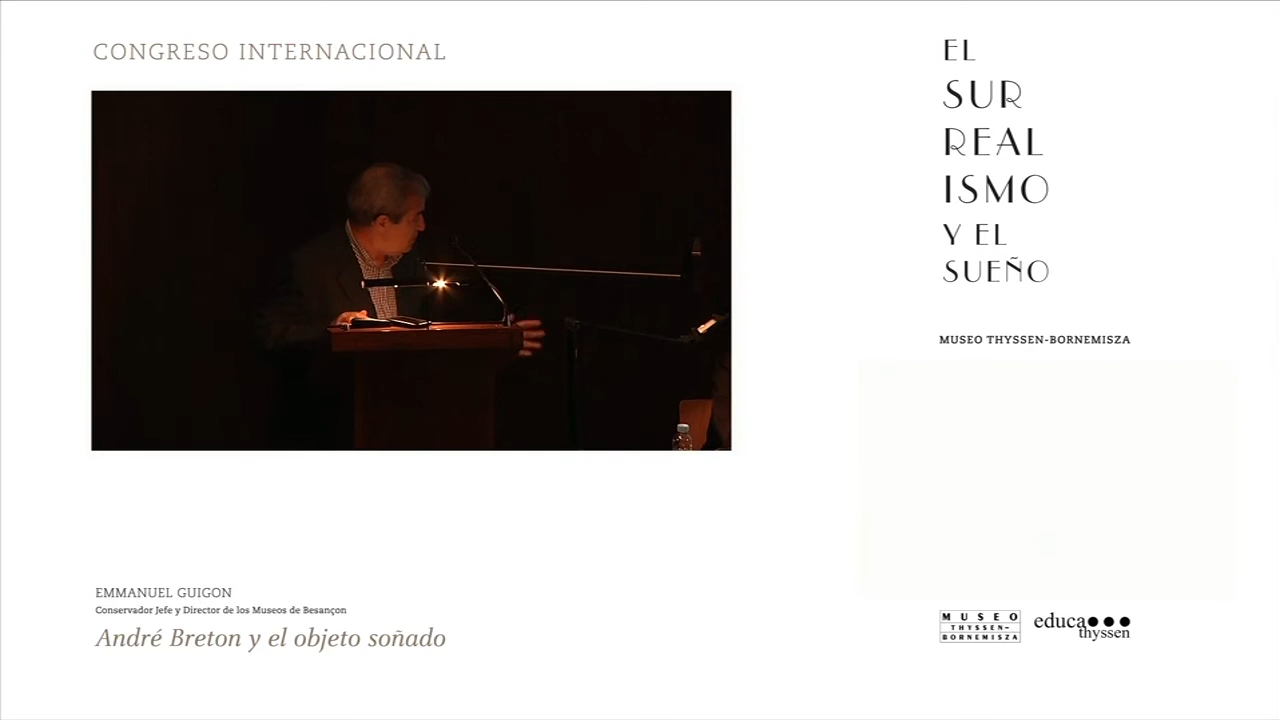 CONGRESO INTERNACIONAL
EL
SUR
REAL
ISMO
Y EL
SUEÑO
MUSEO THYSSEN-BORNEMISZA
EMMANUEL GUIGON
Conservador Jefe y Director de los Museos de Besançon
André Breton y el objeto soñado
MUSEO
THYSSEN-
BORNEMISZA
educa
thyssen